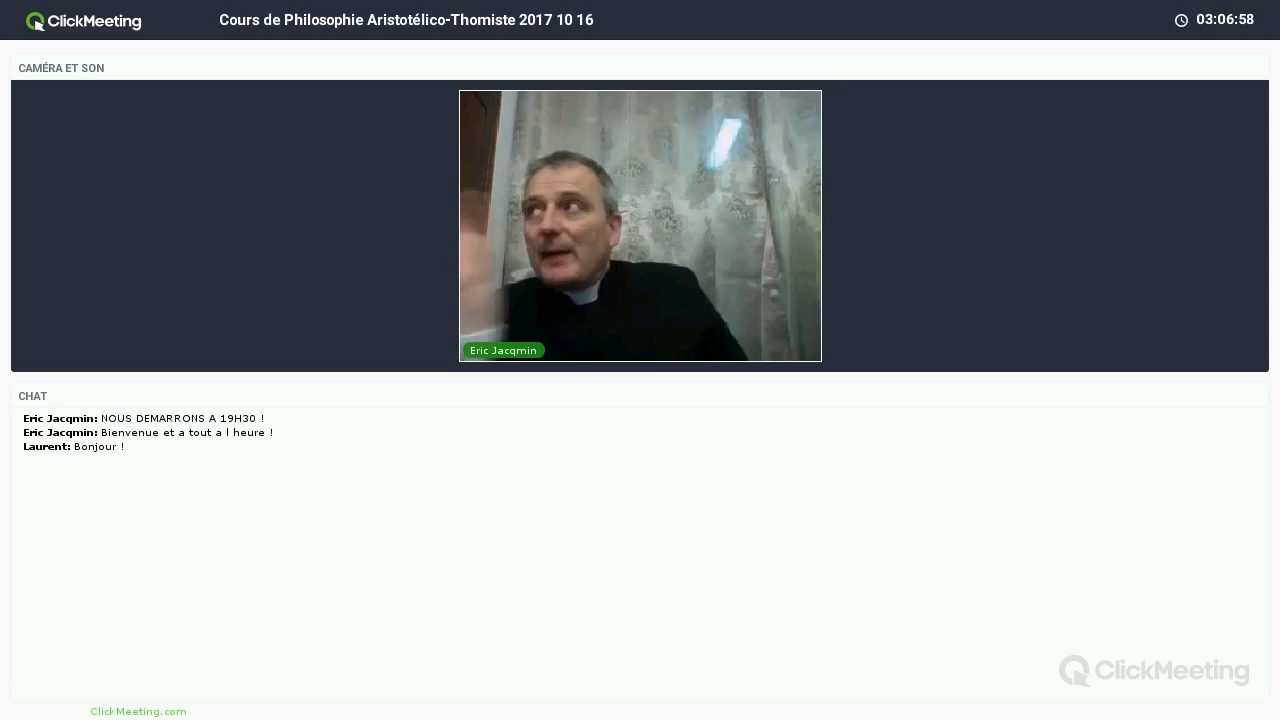 ClickMeeting
Cours de Philosophie Aristotélico-Thomiste 2017 10 16
03:06:58
CAMÉRA ET SON
Eric Jacqmin
CHAT
Eric Jacqmin: NOUS DEMARRONS A 19H30 !
Eric Jacqmin: Bienvenue et a tout a l heure !
Laurent: Bonjour !
ClickMeeting
ClickMeeting.com